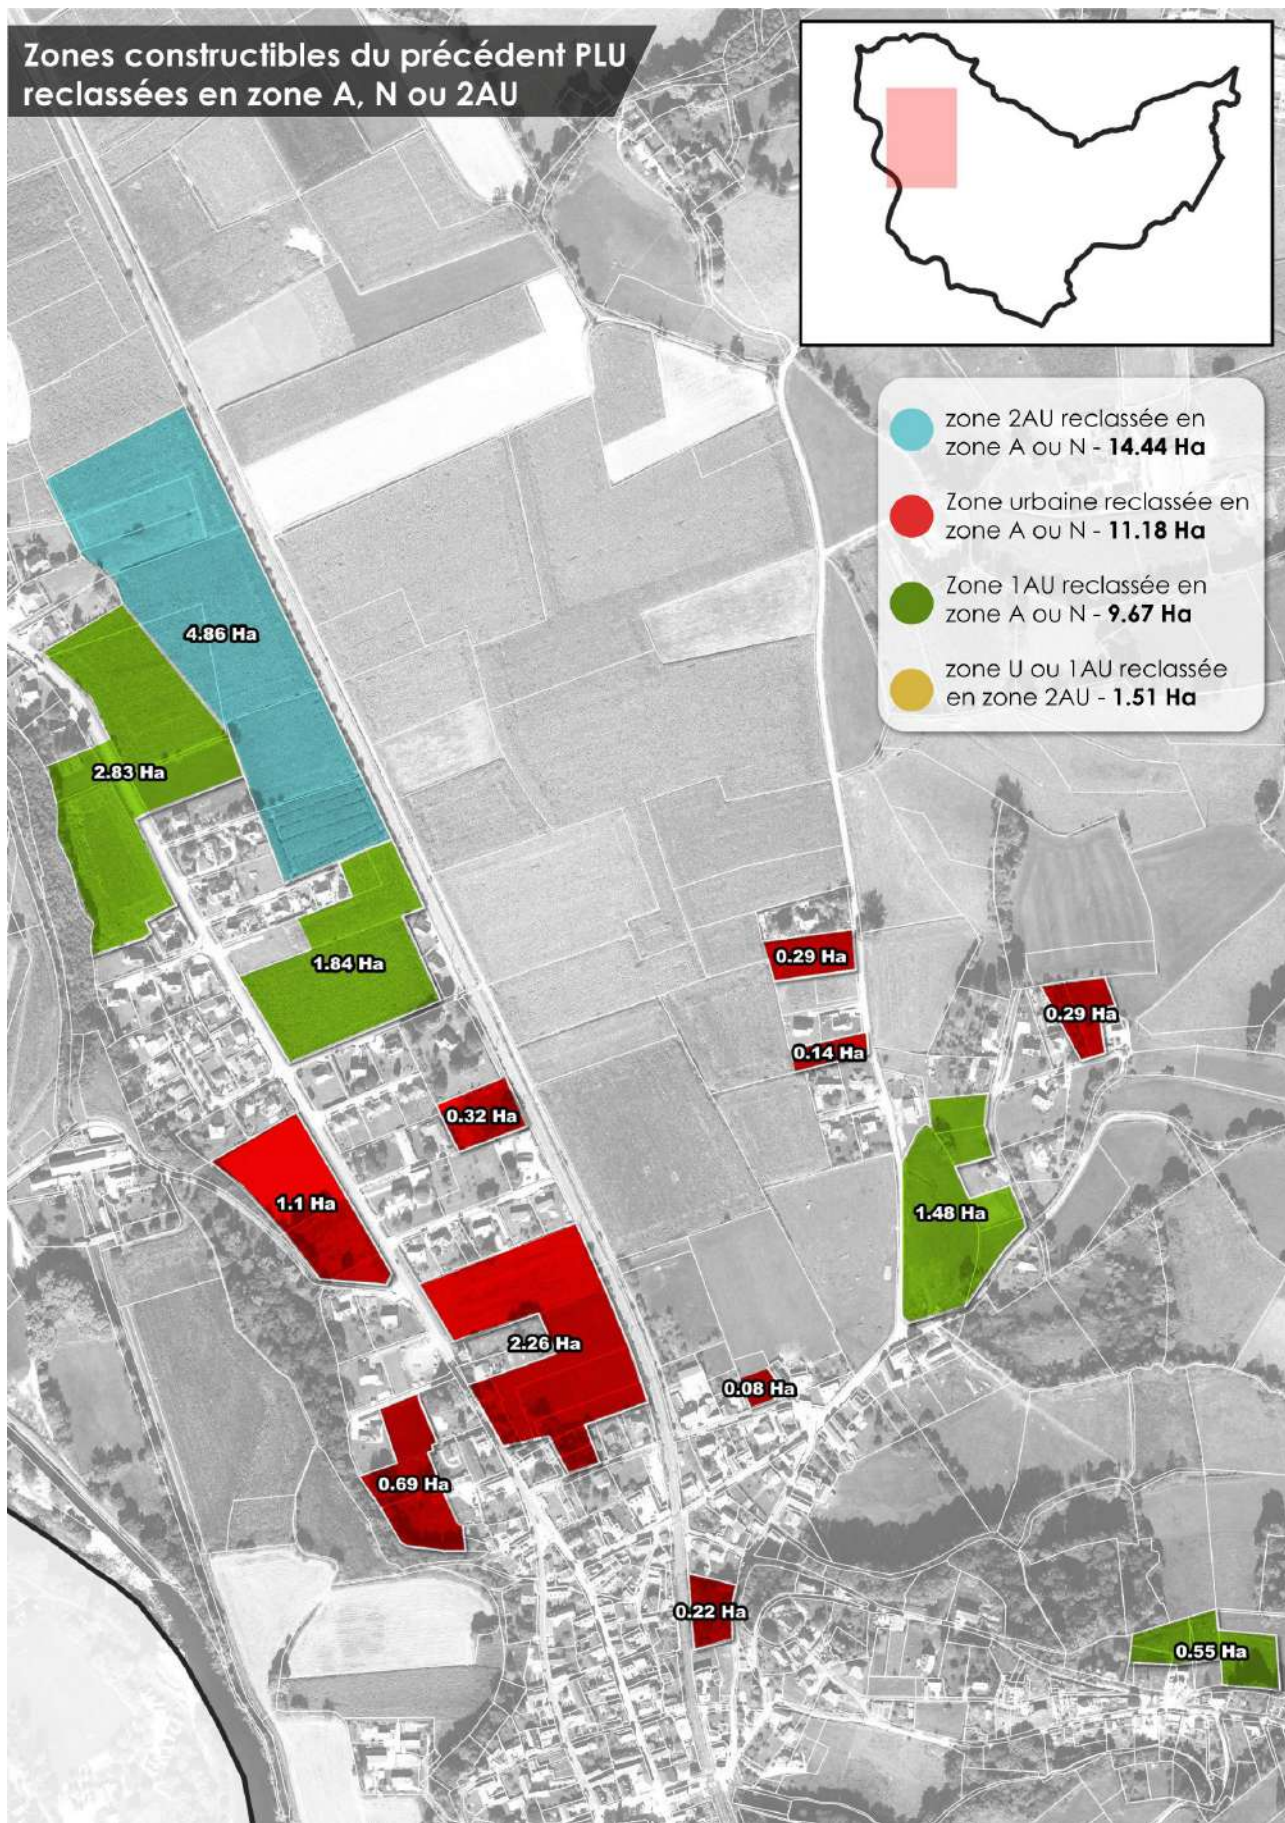 Zones constructibles du précédent PLU
reclassées en zone A, N ou 2AU
zone 2AU reclassée en
zone A ou N - 14.44 Ha
Zone urbaine reclassée en
zone A ou N - 11.18 Ha
Zone 1AU reclassée en
zone A ou N - 9.67 Ha
zone U ou 1AU reclassée
en zone 2AU - 1.51 Ha
4.86 Ha
2.83 Ha
1.84 Ha
0.29 Ha
0.29 Ha
0.14 Ha
0.32 Ha
1.1 Ha
1.48 Ha
2.26 Ha
0.08 Ha
0.69 Ha
0.22 Ha
0.55 Ha